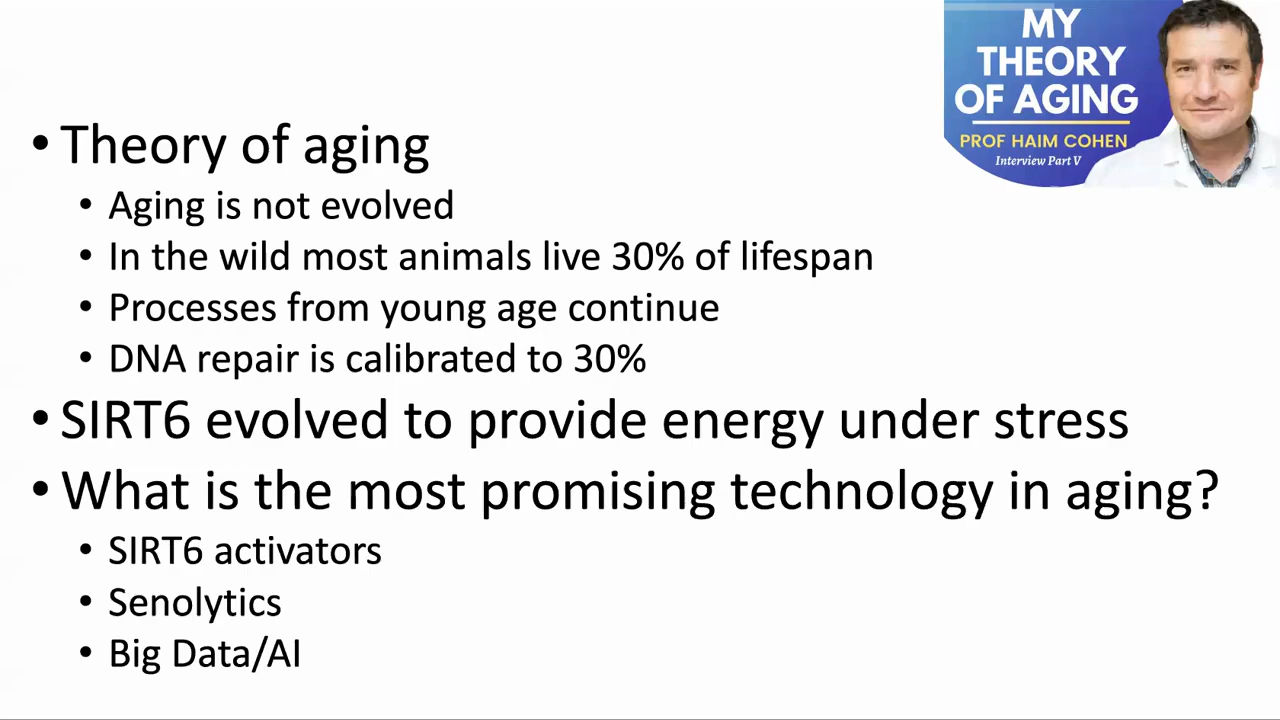 MY
THEORY
OF AGING
PROF HAIM COHEN
Interview Part V
• Theory of aging
• Aging is not evolved
• In the wild most animals live 30% of lifespan
• Processes from young age continue
• DNA repair is calibrated to 30%
• SIRT6 evolved to provide energy under stress
• What is the most promising technology in aging?
• SIRT6 activators
• Senolytics
• Big Data/AI